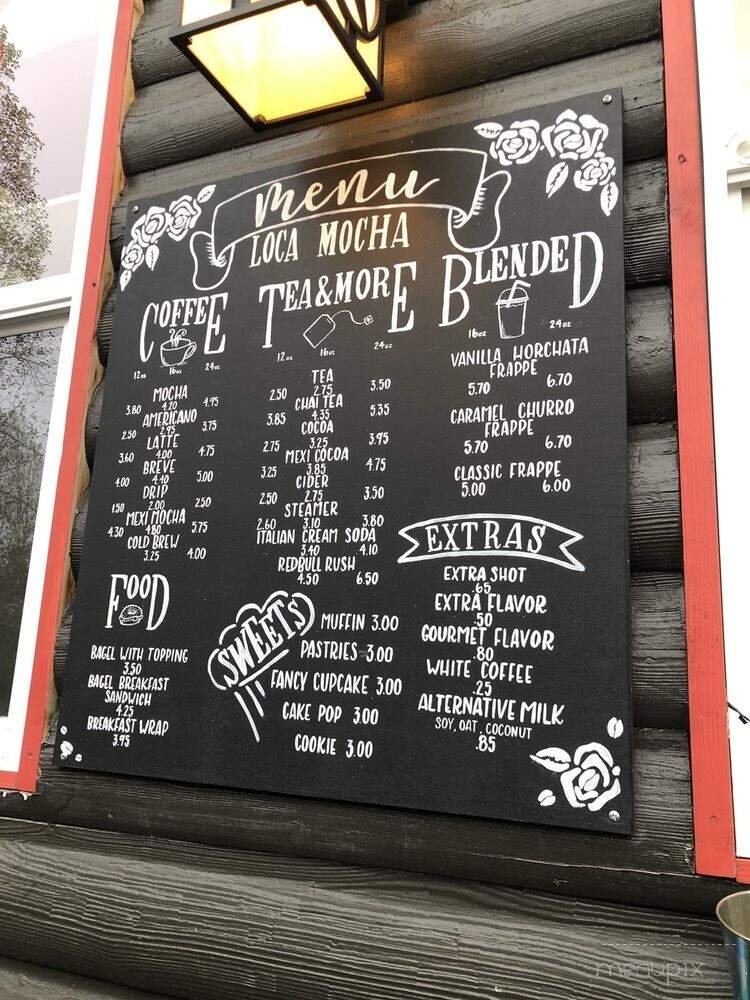 menu
LOCA MOCHA
COFFEE
12oz 16oz 24oz
MOCHA
3.80 4.20 4.95
AMERICANO
2.50 2.95 3.75
LATTE
3.60 4.00 4.75
BREVE
4.00 4.40 5.00
DRIP
1.50 2.00 2.50
MEXI MOCHA
4.30 4.80 5.75
COLD BREW
3.25 4.00
FOOD
BAGEL WITH TOPPING
3.50
BAGEL BREAKFAST
SANDWICH
4.25
BREAKFAST WRAP
3.95
TEA&MORE
12oz 16oz 24oz
TEA
2.50 2.75 3.50
CHAI TEA
3.85 4.35 5.35
COCOA
2.75 3.25 3.95
MEXI COCOA
3.25 3.85 4.75
CIDER
2.50 2.75 3.50
STEAMER
2.60 3.10 3.80
ITALIAN CREAM SODA
3.40 4.10
REDBULL RUSH
4.50 6.50
SWEETS
MUFFIN 3.00
PASTRIES 3.00
FANCY CUPCAKE 3.00
CAKE POP 3.00
COOKIE 3.00
BLENDED
16oz 24oz
VANILLA HORCHATA
FRAPPE
5.70 6.70
CARAMEL CHURRO
FRAPPE
5.70 6.70
CLASSIC FRAPPE
5.00 6.00
EXTRAS
EXTRA SHOT
.65
EXTRA FLAVOR
.50
GOURMET FLAVOR
.80
WHITE COFFEE
.25
ALTERNATIVE MILK
SOY, OAT, COCONUT
.85
menupix